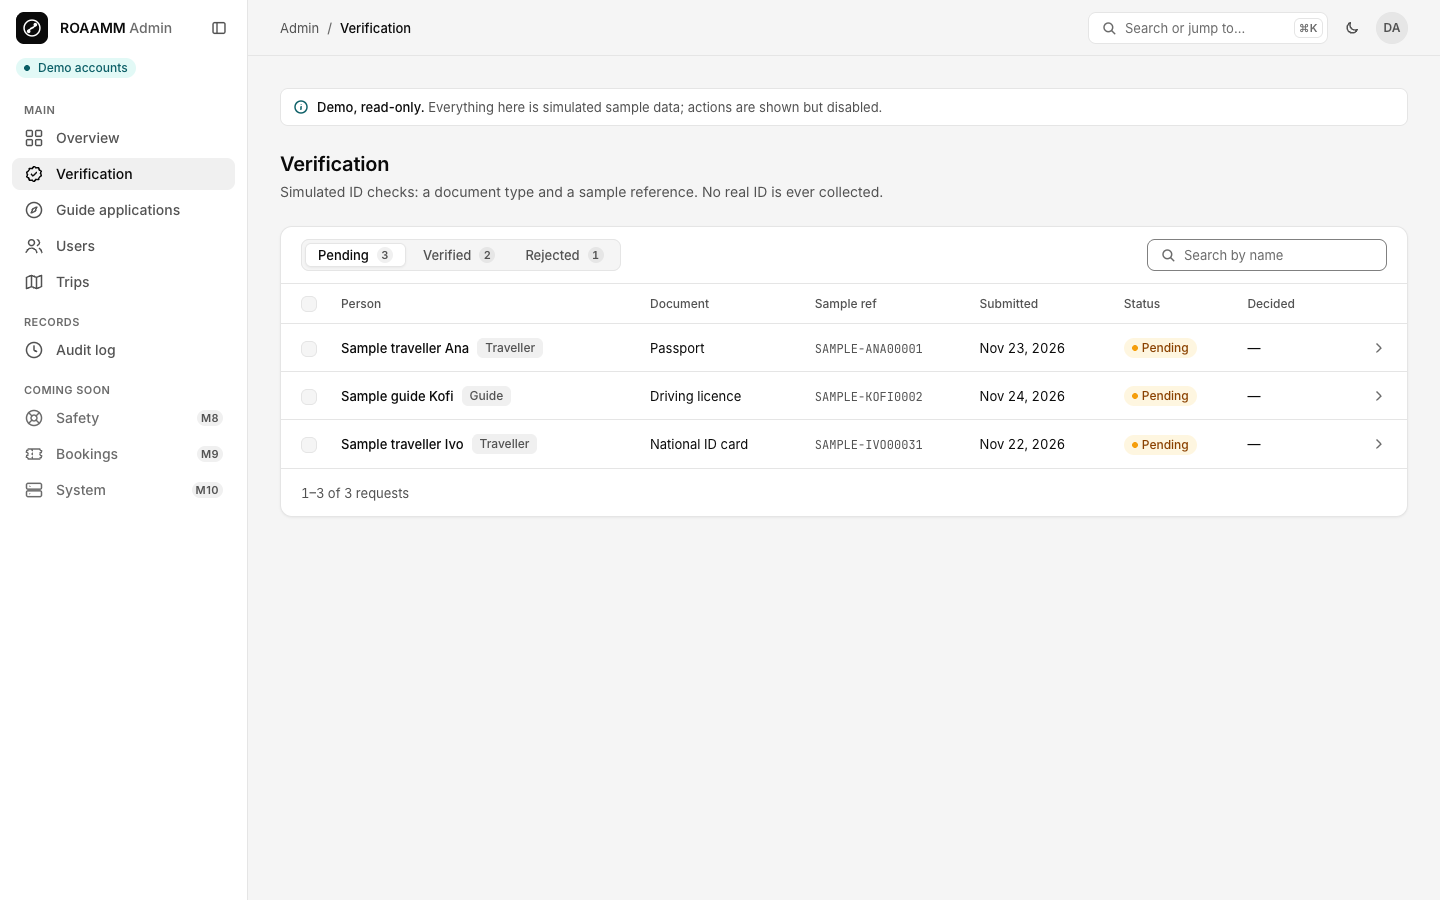 ROAAMM Admin
Demo accounts
MAIN
Overview
Verification
Guide applications
Users
Trips
RECORDS
Audit log
COMING SOON
Safety M8
Bookings M9
System M10
Admin / Verification
Search or jump to... ⌘K
DA
Demo, read-only. Everything here is simulated sample data; actions are shown but disabled.
Verification
Simulated ID checks: a document type and a sample reference. No real ID is ever collected.
Pending 3 Verified 2 Rejected 1
Search by name
Person Document Sample ref Submitted Status Decided
Sample traveller Ana Traveller Passport SAMPLE-ANA00001 Nov 23, 2026 Pending —
Sample guide Kofi Guide Driving licence SAMPLE-KOFI0002 Nov 24, 2026 Pending —
Sample traveller Ivo Traveller National ID card SAMPLE-IVO00031 Nov 22, 2026 Pending —
1–3 of 3 requests